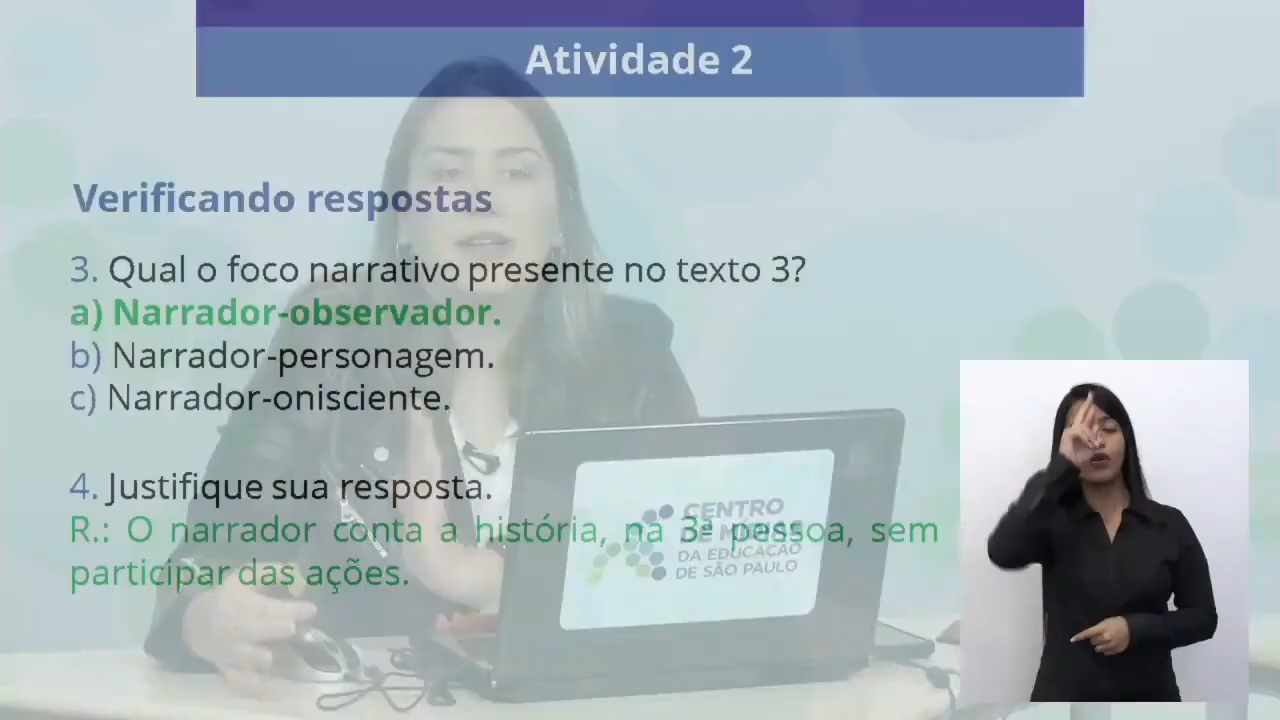 Atividade 2
Verificando respostas
3. Qual o foco narrativo presente no texto 3?
a) Narrador-observador.
b) Narrador-personagem.
c) Narrador-onisciente.
4. Justifique sua resposta.
R.: O narrador conta a história, na 3ª pessoa, sem
participar das ações.
CENTRO
DE MÍDIAS
DA EDUCAÇÃO
DE SÃO PAULO